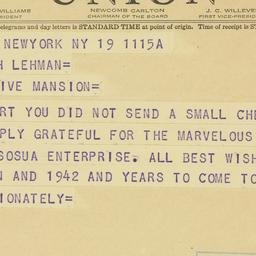 UNION
WILLIAMS
NEWCOMB CARLTON
CHAIRMAN OF THE BOARD
J. C. WILLEVER
FIRST VICE-PRESIDENT
telegrams and day letters is STANDARD TIME at point of origin. Time of receipt is STANDARD
NEWYORK NY 19 1115A
H LEHMAN=
IVE MANSION=
RT YOU DID NOT SEND A SMALL CHE
PLY GRATEFUL FOR THE MARVELOUS
SOSUA ENTERPRISE. ALL BEST WISH
N AND 1942 AND YEARS TO COME TO
IONATELY=